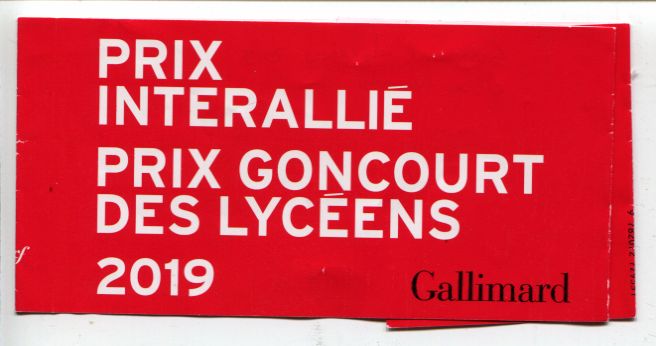 PRIX
INTERALLIÉ
PRIX GONCOURT
DES LYCÉENS
2019
Gallimard